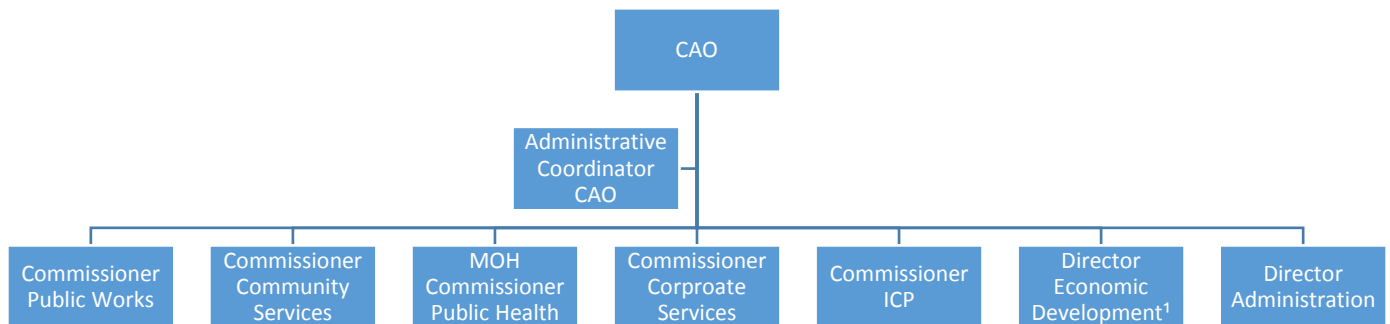 CAO
Administrative
Coordinator
CAO
Commissioner
Public Works
Commissioner
Community
Services
MOH
Commissioner
Public Health
Commissioner
Corproate
Services
Commissioner
ICP
Director
Economic
Development¹
Director
Administration